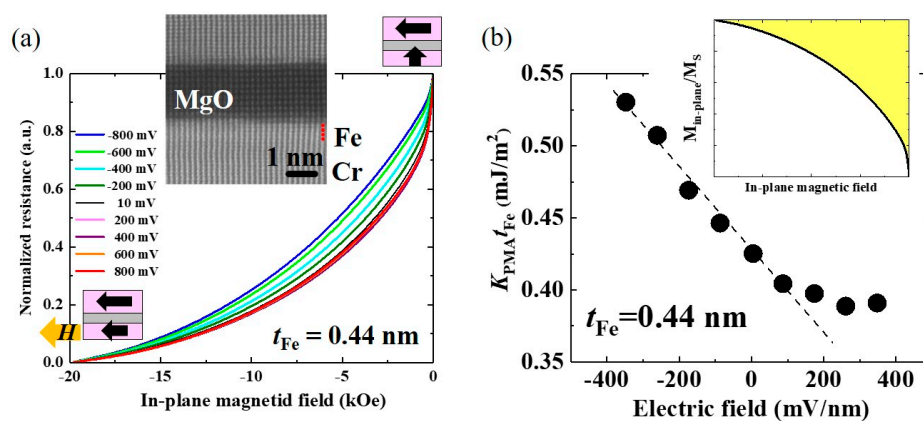 (a)
1.0
0.8
0.6
0.4
0.2
0.0
Normalized resistance (a.u.)
MgO
Fe
1 nm
Cr
-800 mV
-600 mV
-400 mV
-200 mV
10 mV
200 mV
400 mV
600 mV
800 mV
H
tFe = 0.44 nm
-20
-15
-10
-5
0
In-plane magnetid field (kOe)
(b)
0.55
0.50
0.45
0.40
0.35
KPMAtFe (mJ/m²)
Min-plane/MS
In-plane magnetic field
tFe=0.44 nm
-400
-200
0
200
400
Electric field (mV/nm)